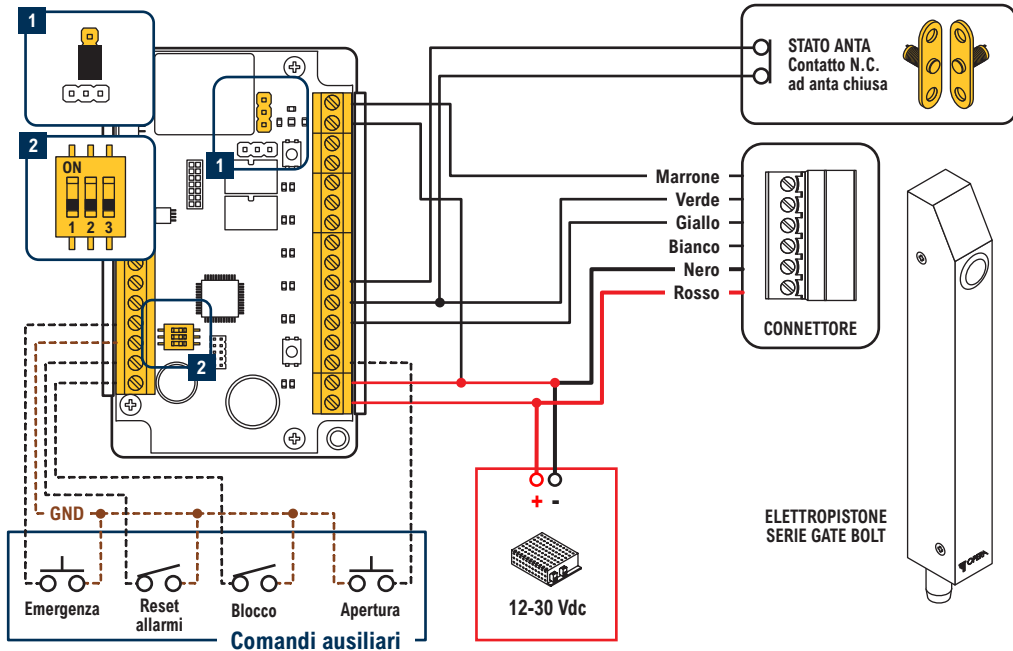 1
STATO ANTA
Contatto N.C.
ad anta chiusa
2
ON
1 2 3
1
Marrone
Verde
Giallo
Bianco
Nero
Rosso
CONNETTORE
2
GND
+ -
12-30 Vdc
ELETTROPISTONE
SERIE GATE BOLT
OPERA
Emergenza
Reset
allarmi
Blocco
Apertura
Comandi ausiliari